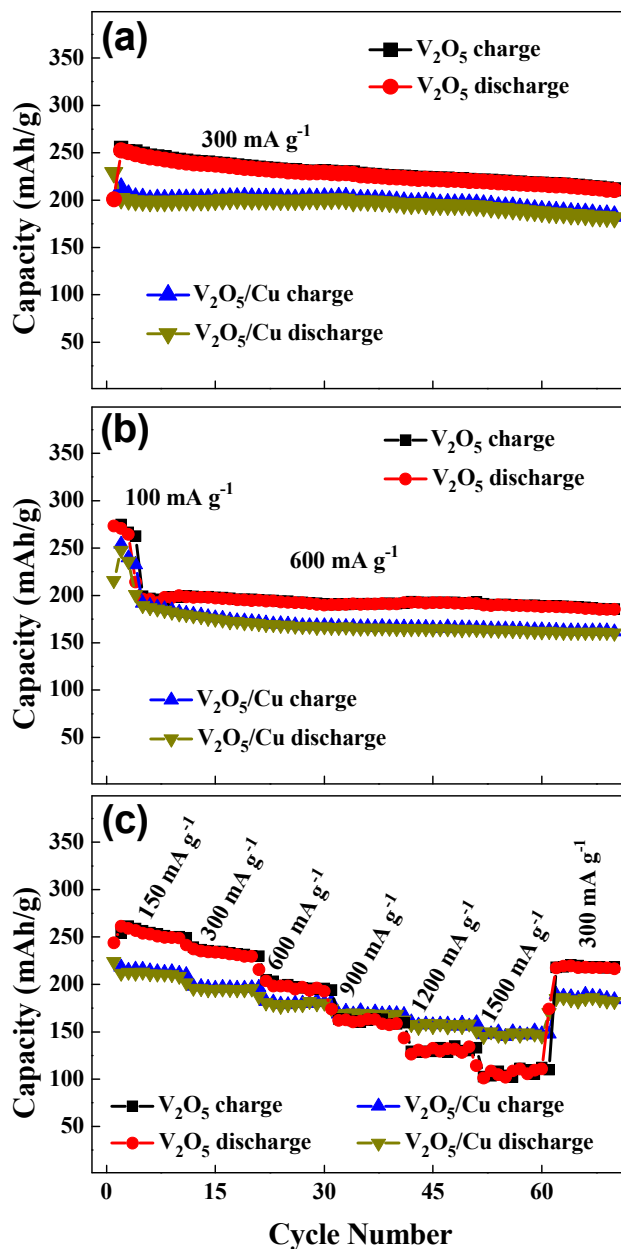 (a)
V₂O₅ charge
V₂O₅ discharge
300 mA g⁻¹
V₂O₅/Cu charge
V₂O₅/Cu discharge
350
300
250
200
150
100
50
Capacity (mAh/g)
(b)
V₂O₅ charge
V₂O₅ discharge
100 mA g⁻¹
600 mA g⁻¹
V₂O₅/Cu charge
V₂O₅/Cu discharge
350
300
250
200
150
100
50
Capacity (mAh/g)
(c)
150 mA g⁻¹
300 mA g⁻¹
600 mA g⁻¹
900 mA g⁻¹
1200 mA g⁻¹
1500 mA g⁻¹
300 mA g⁻¹
V₂O₅ charge
V₂O₅/Cu charge
V₂O₅ discharge
V₂O₅/Cu discharge
350
300
250
200
150
100
50
Capacity (mAh/g)
0 15 30 45 60
Cycle Number